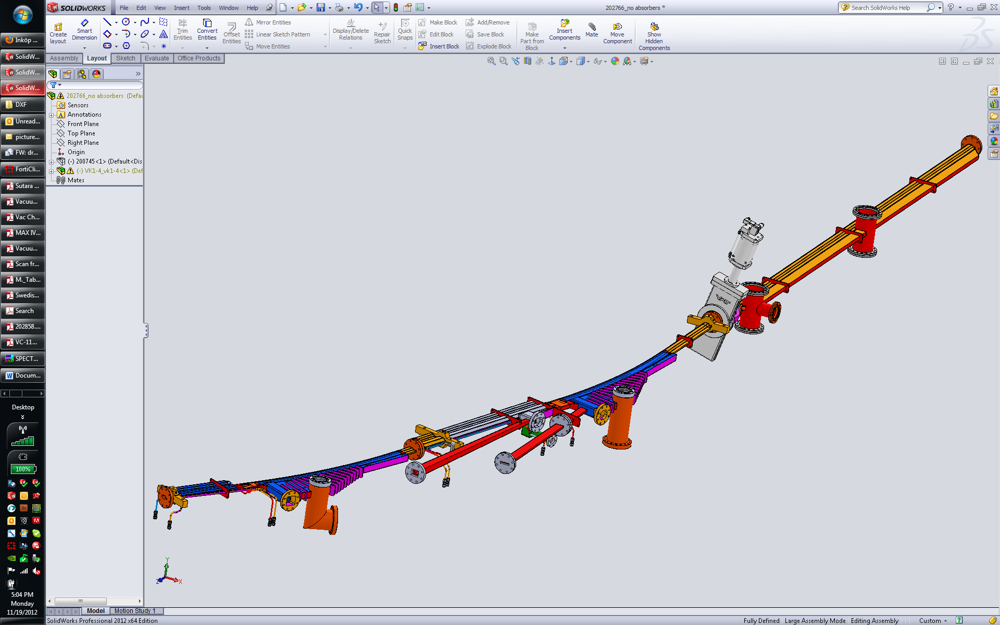 SOLIDWORKS
File Edit View Insert Tools Window Help
202766_no absorbers *
Search SolidWorks Help
Create layout
Smart Dimension
Trim Entities
Convert Entities
Offset Entities
Mirror Entities
Linear Sketch Pattern
Move Entities
Display/Delete Relations
Repair Sketch
Quick Snaps
Make Block
Edit Block
Insert Block
Add/Remove
Save Block
Explode Block
Make Part from Block
Insert Components
Mate
Move Component
Show Hidden Components
Assembly Layout Sketch Evaluate Office Products
202766_no absorbers (Defau
Sensors
Annotations
Front Plane
Top Plane
Right Plane
Origin
(-) 200745<1> (Default<Dis
(-) VK1-4_vk1-4<1> (Def
Mates
Inköp ...
SolidW...
SolidW...
SolidW...
DXF
Unread...
picture...
FW: dr...
FortiCli...
Sutara ...
Vacuu...
Vac Ch...
MAX IV...
Vacuu...
Scan fr...
M._Tab...
Swedis...
Search
202858....
VC-11...
SPECT...
Docum...
Desktop
100%
5:04 PM
Monday
11/19/2012
VAT
Y
Z
X
Model Motion Study 1
SolidWorks Professional 2012 x64 Edition
Fully Defined Large Assembly Mode Editing Assembly Custom